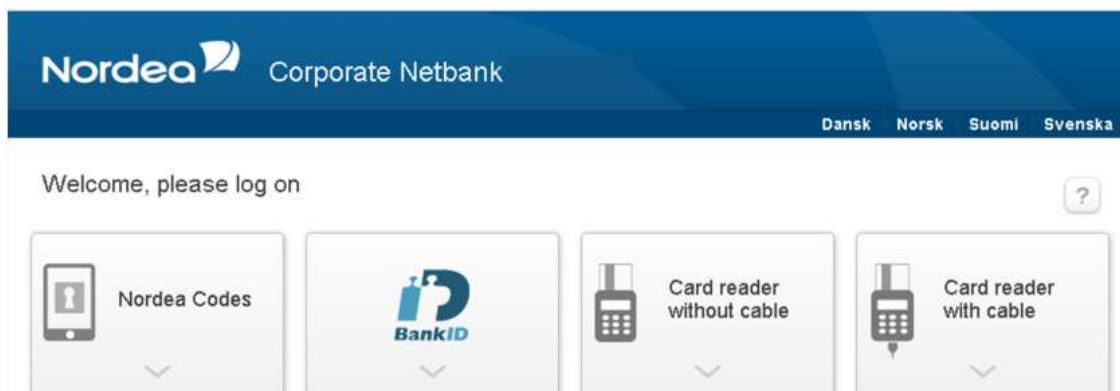 Nordea Corporate Netbank
Dansk Norsk Suomi Svenska
Welcome, please log on
?
Nordea Codes
BankID
Card reader
without cable
Card reader
with cable